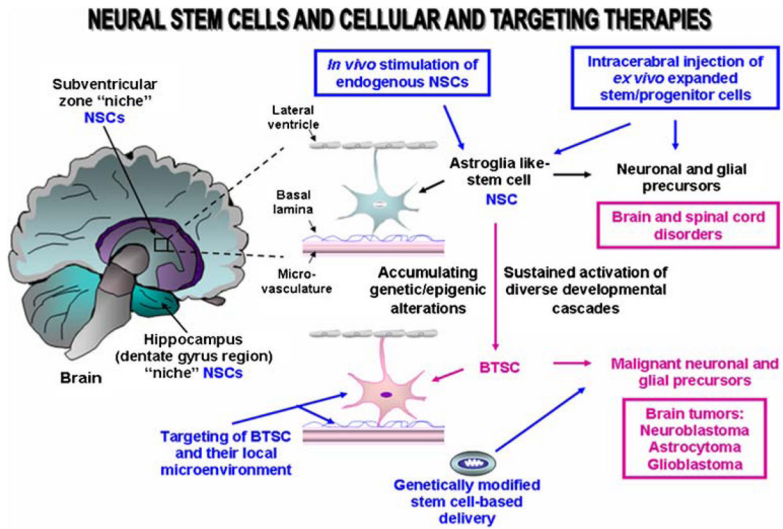 NEURAL STEM CELLS AND CELLULAR AND TARGETING THERAPIES
Subventricular
zone "niche"
NSCs
In vivo stimulation of
endogenous NSCs
Intracerabral injection of
ex vivo expanded
stem/progenitor cells
Lateral
ventricle
Astroglia like-
stem cell
NSC
Neuronal and glial
precursors
Brain and spinal cord
disorders
Basal
lamina
Micro-
vasculature
Accumulating
genetic/epigenic
alterations
Sustained activation of
diverse developmental
cascades
Hippocampus
(dentate gyrus region)
"niche" NSCs
Brain
BTSC
Malignant neuronal and
glial precursors
Brain tumors:
Neuroblastoma
Astrocytoma
Glioblastoma
Targeting of BTSC
and their local
microenvironment
Genetically modified
stem cell-based
delivery